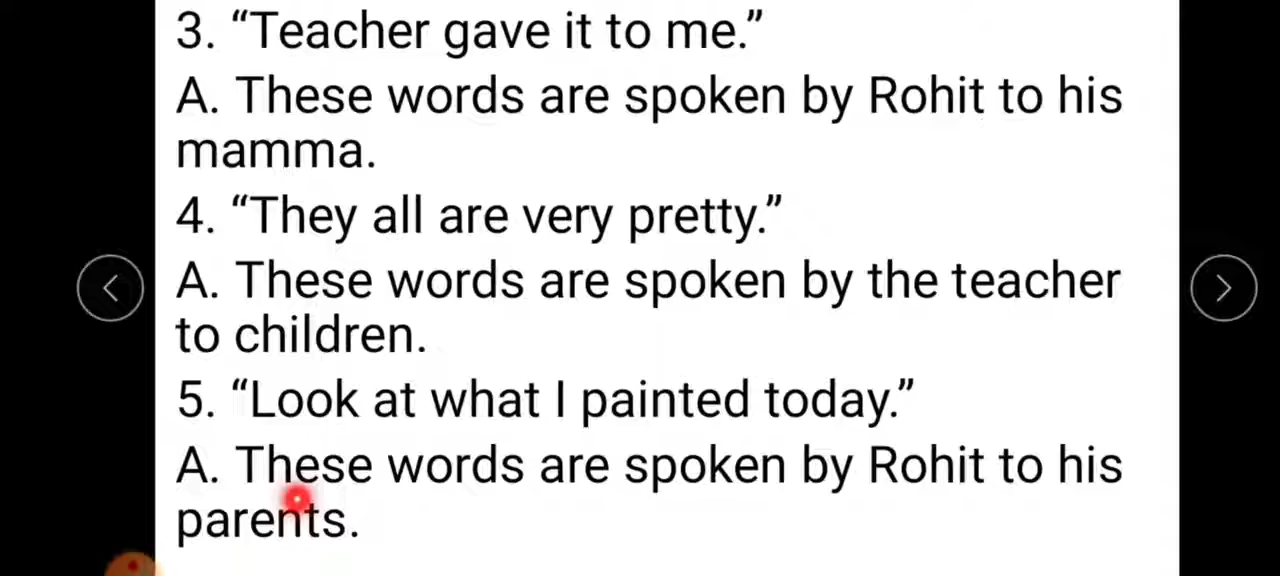 3. “Teacher gave it to me.”
A. These words are spoken by Rohit to his
mamma.
4. “They all are very pretty.”
A. These words are spoken by the teacher
to children.
5. “Look at what I painted today.”
A. These words are spoken by Rohit to his
parents.